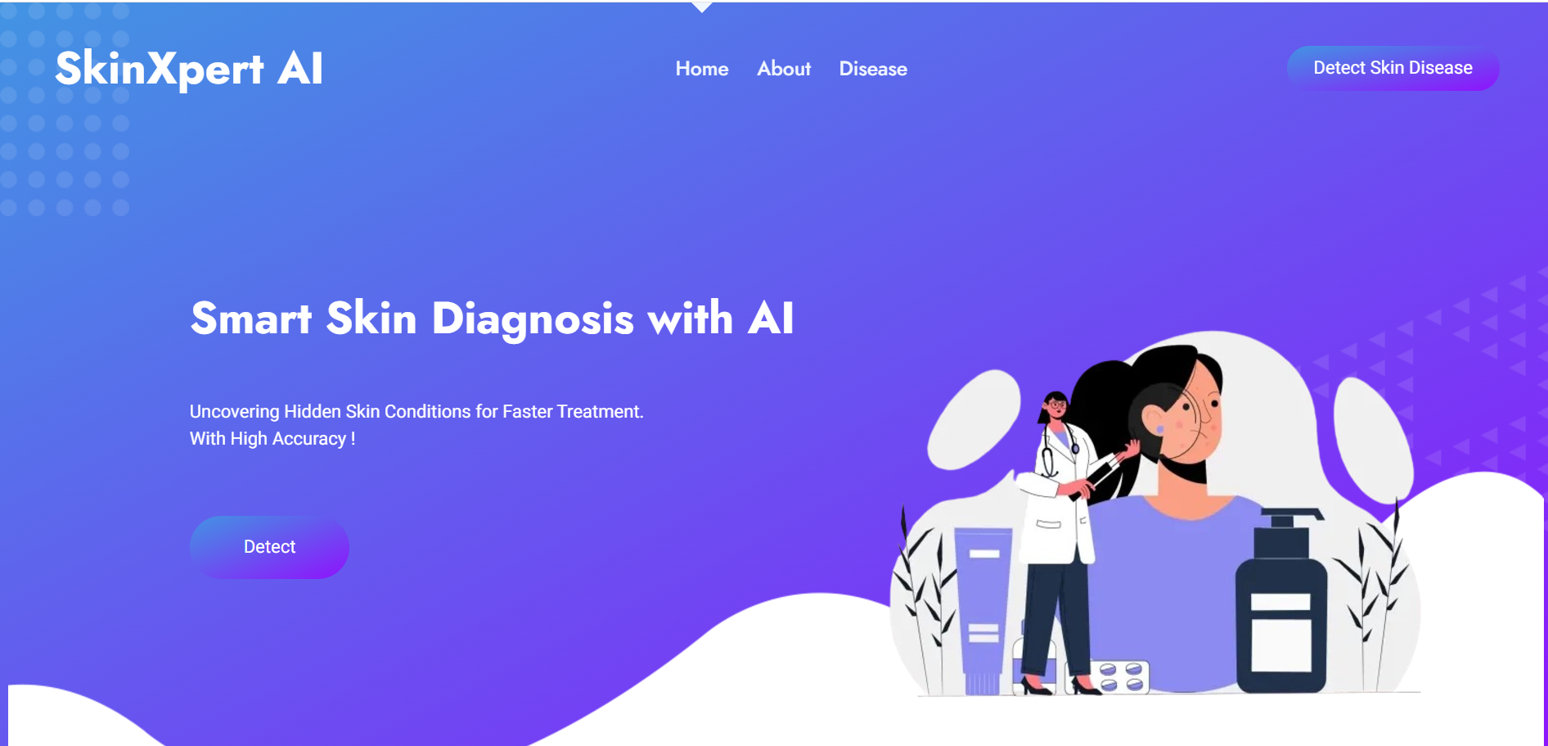 SkinXpert AI
Home About Disease
Detect Skin Disease
Smart Skin Diagnosis with AI
Uncovering Hidden Skin Conditions for Faster Treatment.
With High Accuracy !
Detect